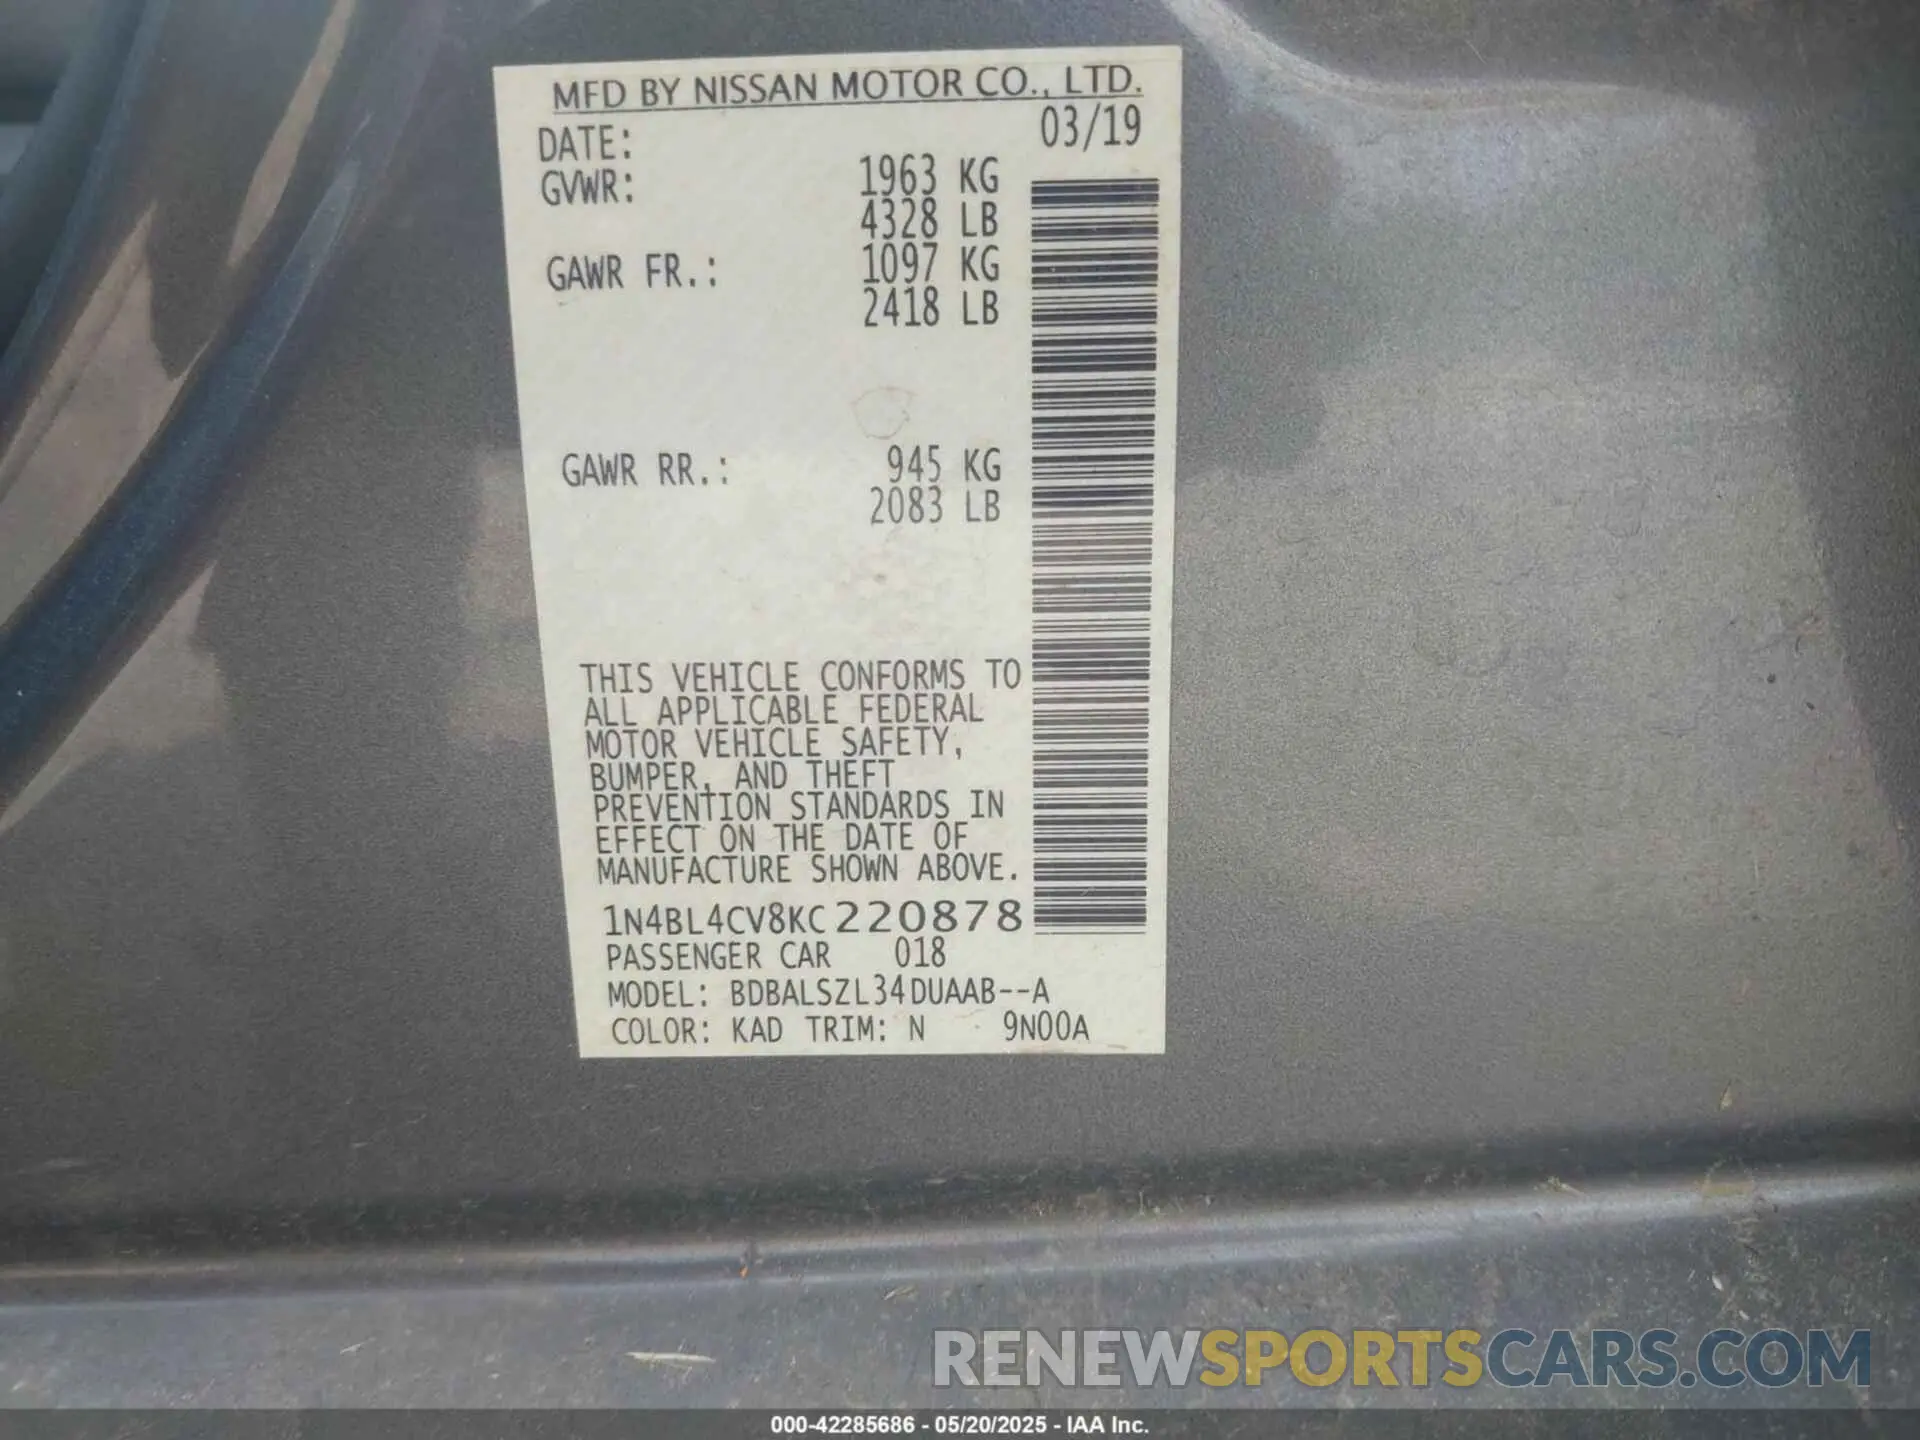 MFD BY NISSAN MOTOR CO., LTD.
DATE: 03/19
GVWR: 1963 KG
4328 LB
GAWR FR.: 1097 KG
2418 LB
GAWR RR.: 945 KG
2083 LB
THIS VEHICLE CONFORMS TO
ALL APPLICABLE FEDERAL
MOTOR VEHICLE SAFETY,
BUMPER, AND THEFT
PREVENTION STANDARDS IN
EFFECT ON THE DATE OF
MANUFACTURE SHOWN ABOVE.
1N4BL4CV8KC220878
PASSENGER CAR 018
MODEL: BDBALSZL34DUAAB--A
COLOR: KAD TRIM: N 9N00A
RENEWSPORTSCARS.COM
000-42285686 - 05/20/2025 - IAA Inc.